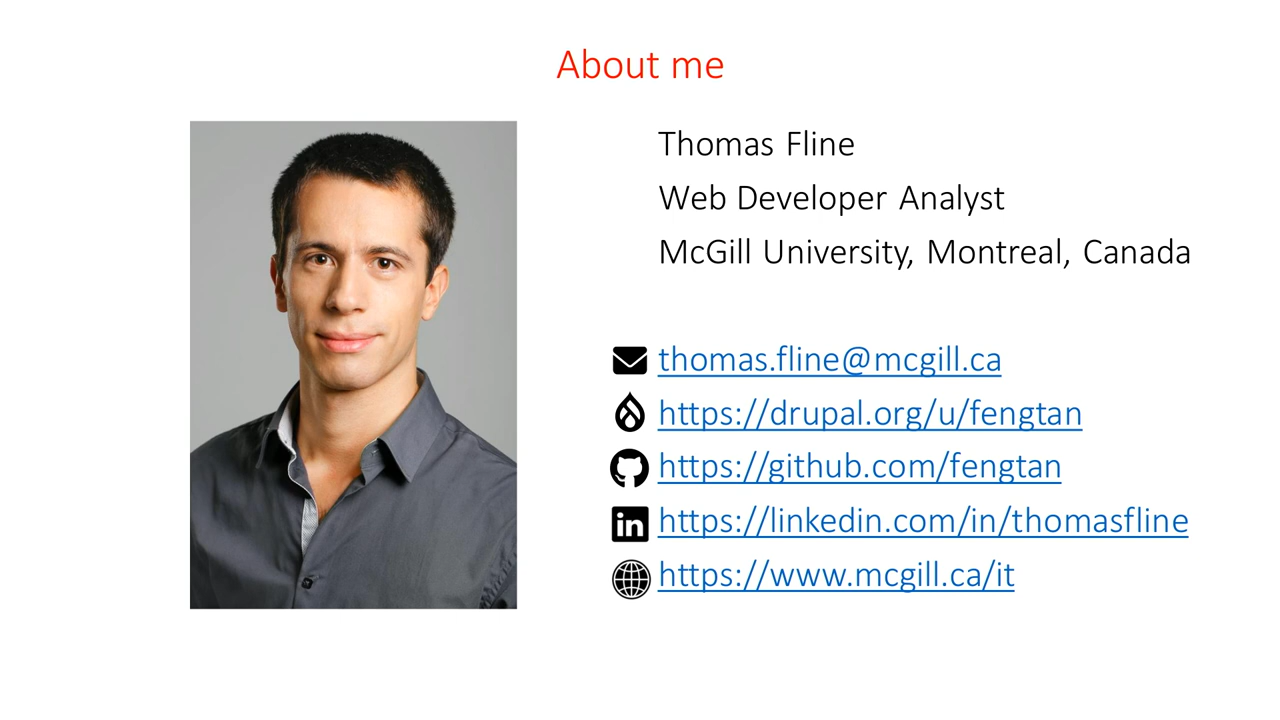 About me
Thomas Fline
Web Developer Analyst
McGill University, Montreal, Canada
thomas.fline@mcgill.ca
https://drupal.org/u/fengtan
https://github.com/fengtan
in https://linkedin.com/in/thomasfline
https://www.mcgill.ca/it